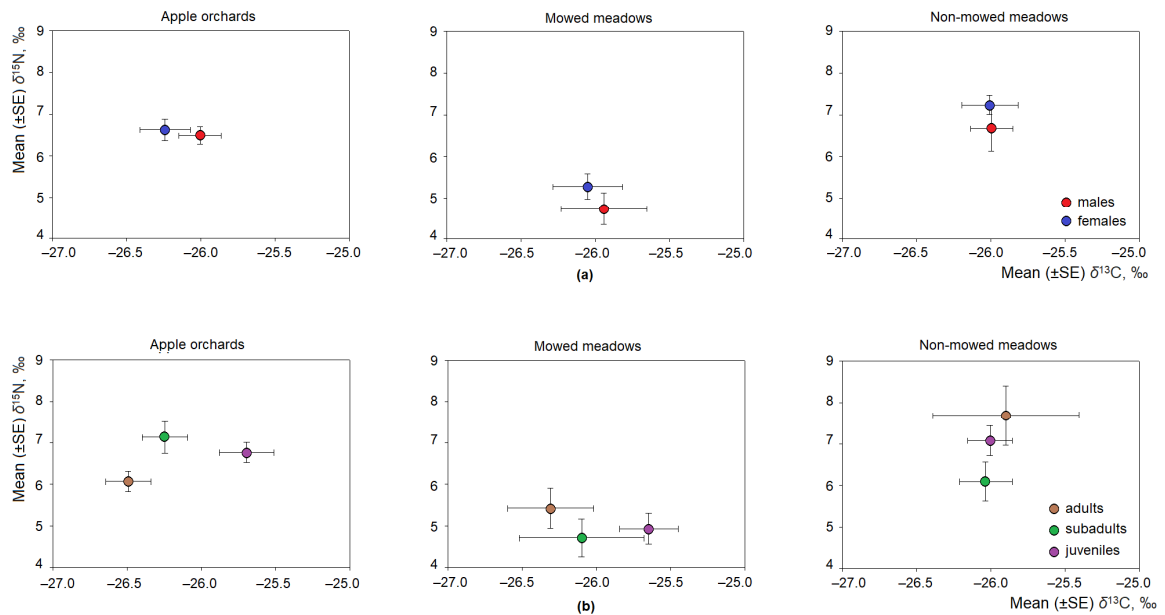 Apple orchards
Mowed meadows
Non-mowed meadows
Mean (±SE) δ¹⁵N, ‰
9
8
7
6
5
4
–27.0 –26.5 –26.0 –25.5 –25.0
9
8
7
6
5
4
–27.0 –26.5 –26.0 –25.5 –25.0
(a)
9
8
7
6
5
4
males
females
–27.0 –26.5 –26.0 –25.5 –25.0
Mean (±SE) δ¹³C, ‰
Apple orchards
Mowed meadows
Non-mowed meadows
Mean (±SE) δ¹⁵N, ‰
9
8
7
6
5
4
–27.0 –26.5 –26.0 –25.5 –25.0
9
8
7
6
5
4
–27.0 –26.5 –26.0 –25.5 –25.0
(b)
9
8
7
6
5
4
adults
subadults
juveniles
–27.0 –26.5 –26.0 –25.5 –25.0
Mean (±SE) δ¹³C, ‰